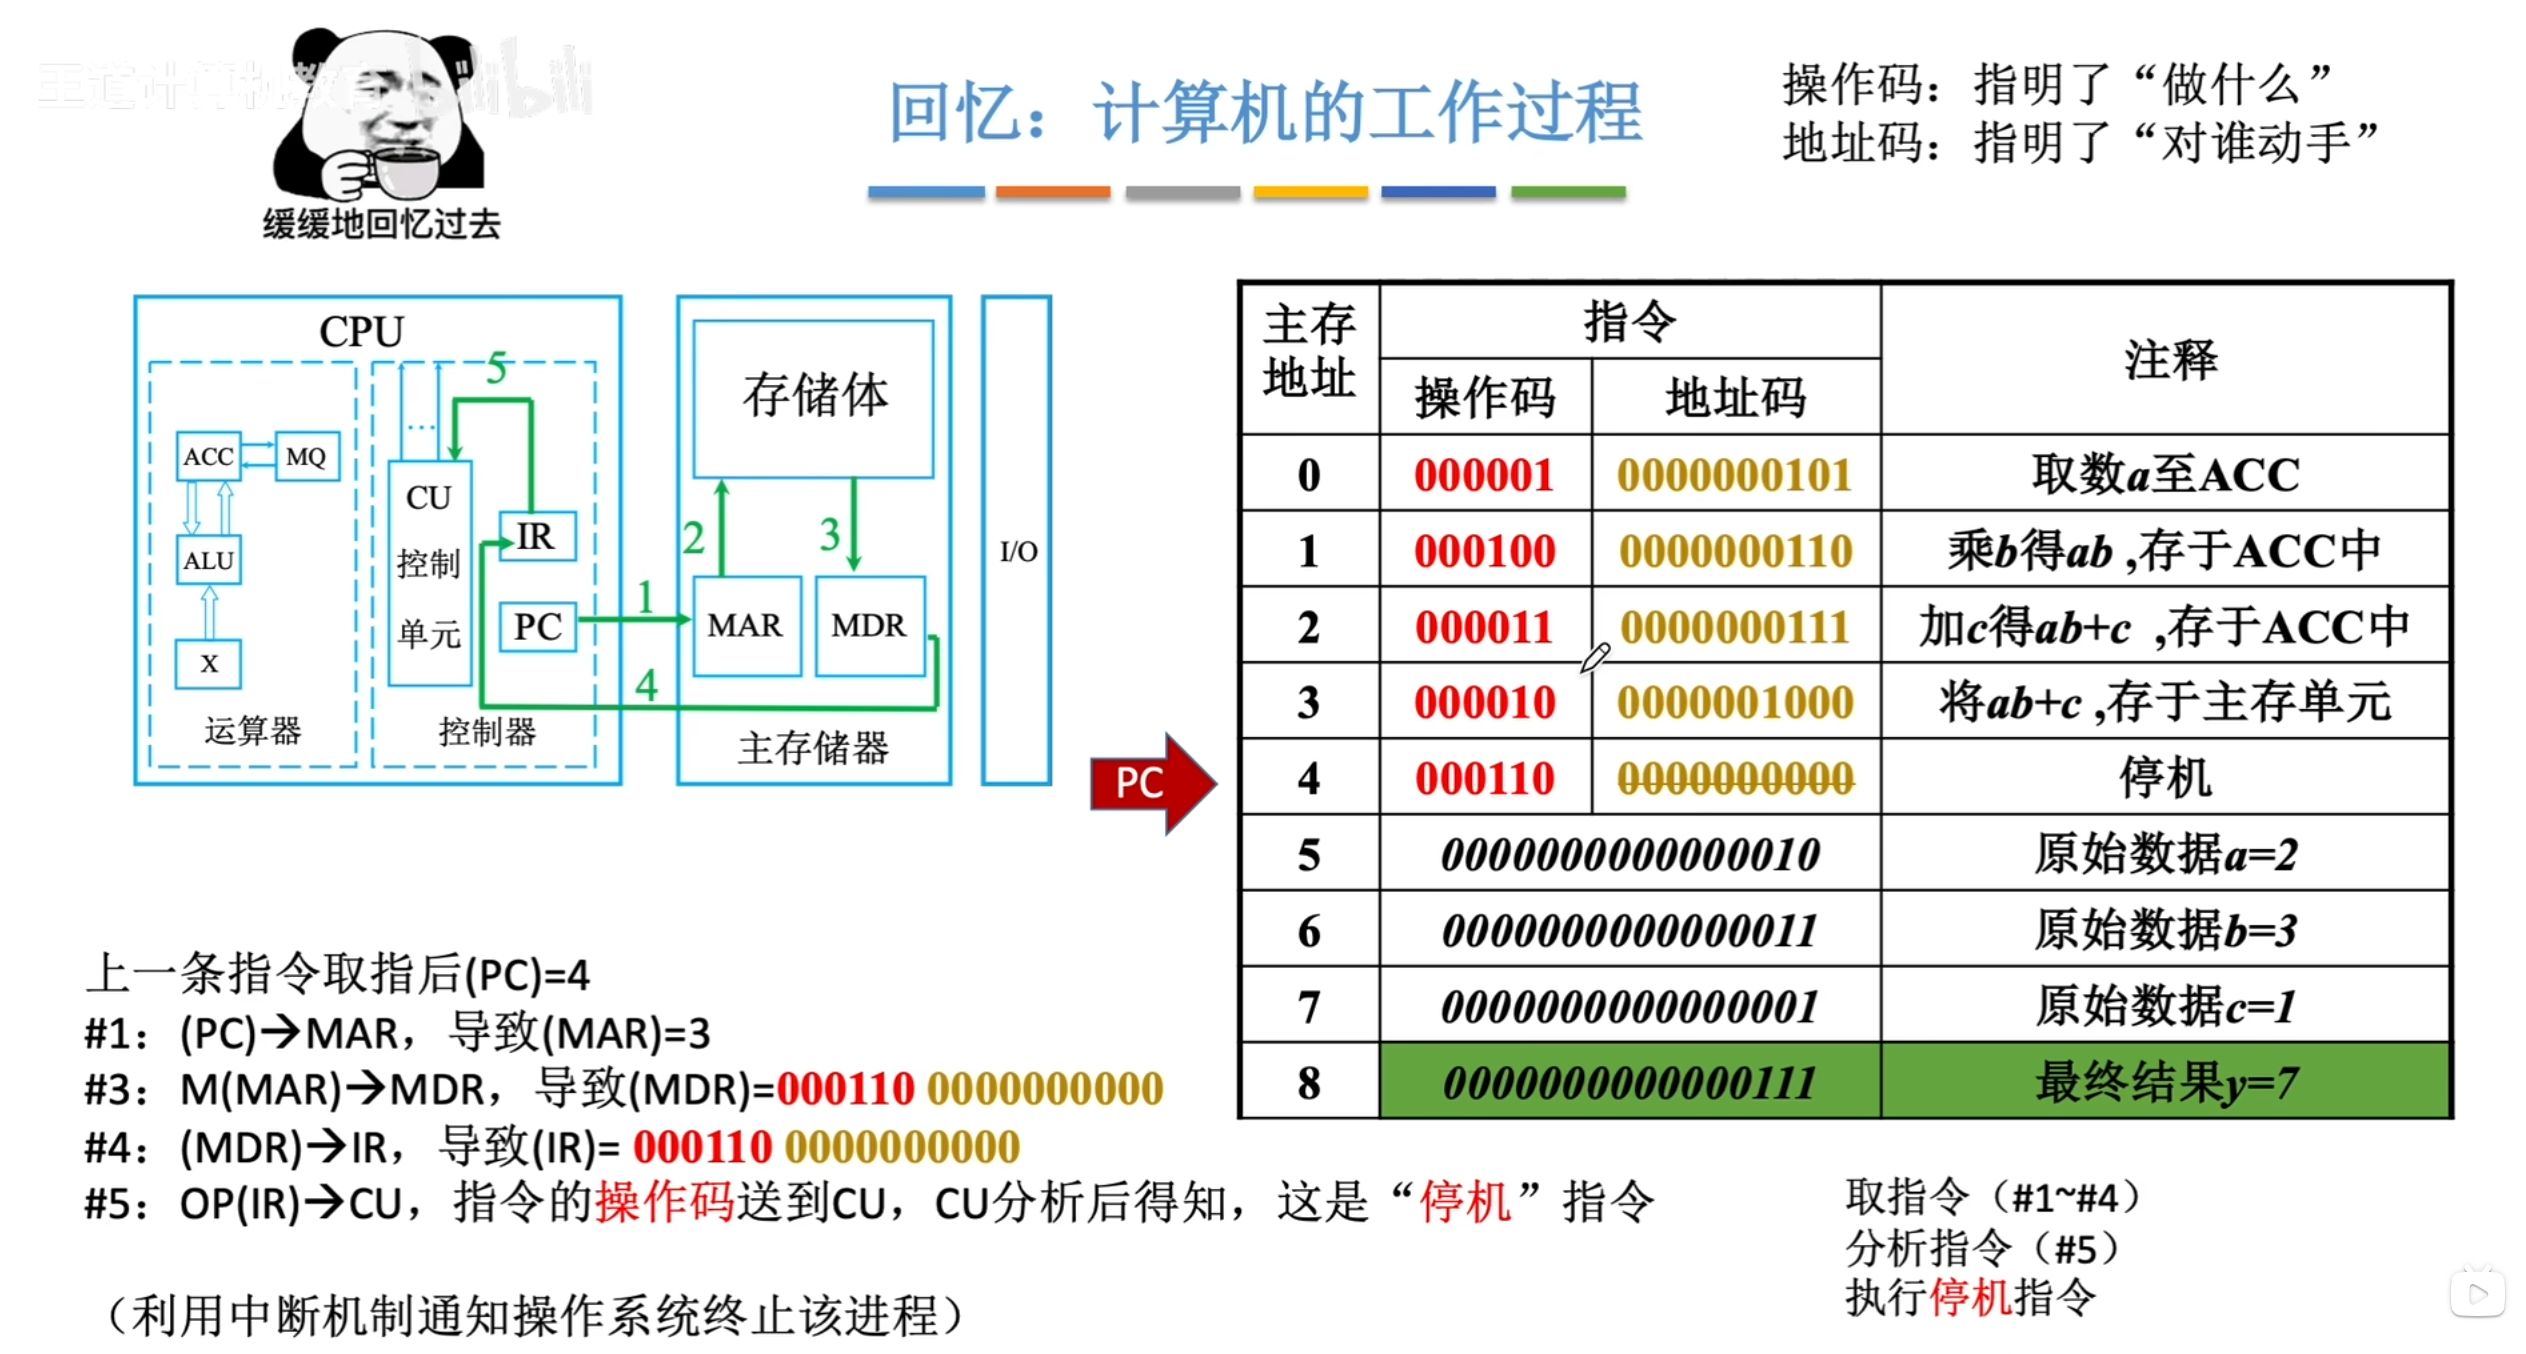 王道计算机教育 bilibili
缓缓地回忆过去
回忆：计算机的工作过程
操作码：指明了“做什么”
地址码：指明了“对谁动手”
CPU
ACC
MQ
ALU
X
运算器
...
CU
控制
单元
IR
PC
控制器
5
1
4
存储体
2
3
MAR
MDR
主存储器
I/O
PC
主存地址 指令 注释
操作码 地址码
0 000001 0000000101 取数a至ACC
1 000100 0000000110 乘b得ab ,存于ACC中
2 000011 0000000111 加c得ab+c ,存于ACC中
3 000010 0000001000 将ab+c ,存于主存单元
4 000110 0000000000 停机
5 0000000000000010 原始数据a=2
6 0000000000000011 原始数据b=3
7 0000000000000001 原始数据c=1
8 0000000000000111 最终结果y=7
上一条指令取指后(PC)=4
#1：(PC)→MAR，导致(MAR)=3
#3：M(MAR)→MDR，导致(MDR)=000110 0000000000
#4：(MDR)→IR，导致(IR)= 000110 0000000000
#5：OP(IR)→CU，指令的操作码送到CU，CU分析后得知，这是“停机”指令
（利用中断机制通知操作系统终止该进程）
取指令（#1~#4）
分析指令（#5）
执行停机指令